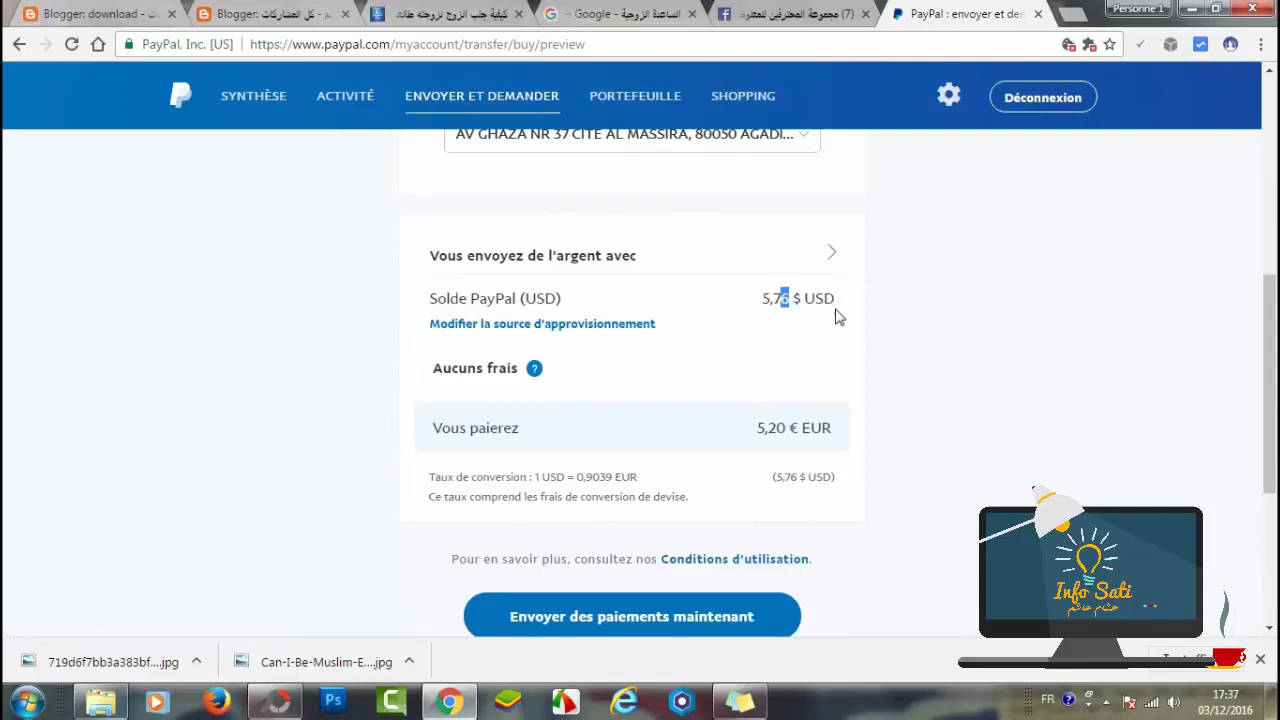 Blogger: download - كتابات
Blogger: كل المشاركات - م
كيفية جلب الزوج لزوجته
Google - السعادة الزوجية
(7) مجموعة المحترفين
PayPal : envoyer et de
Personne 1
PayPal, Inc. [US]
https://www.paypal.com/myaccount/transfer/buy/preview
SYNTHÈSE
ACTIVITÉ
ENVOYER ET DEMANDER
PORTEFEUILLE
SHOPPING
Déconnexion
AV GHAZA NR 37 CITE AL MASSIRA, 80050 AGADI...
Vous envoyez de l'argent avec
Solde PayPal (USD)
5,76 $ USD
Modifier la source d'approvisionnement
Aucuns frais ?
Vous paierez
5,20 € EUR
Taux de conversion : 1 USD = 0,9039 EUR
(5,76 $ USD)
Ce taux comprend les frais de conversion de devise.
Pour en savoir plus, consultez nos Conditions d'utilisation.
Envoyer des paiements maintenant
Info Sati
719d6f7bb3a383bf....jpg
Can-I-Be-Muslim-E....jpg
Ps
FR
17:37
03/12/2016